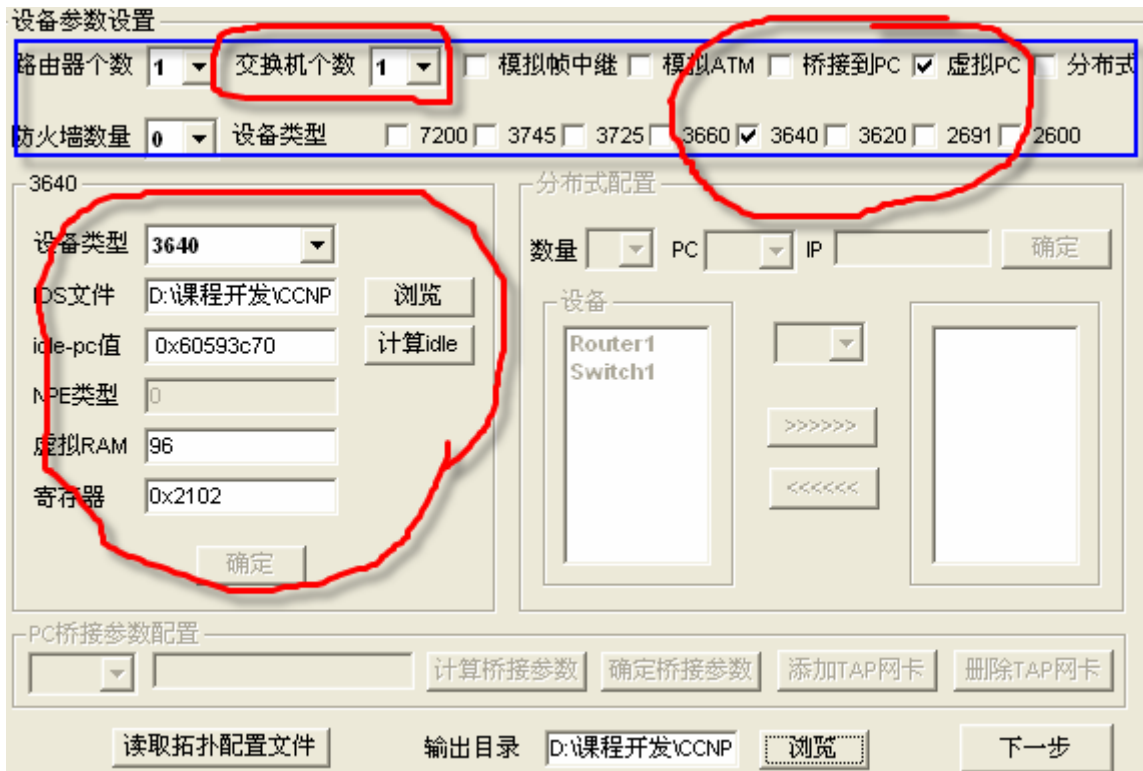 设备参数设置
路由器个数 1 交换机个数 1 模拟帧中继 模拟ATM 桥接到PC 虚拟PC 分布式
防火墙数量 0 设备类型 7200 3745 3725 3660 3640 3620 2691 2600
3640
设备类型 3640
IOS文件 D:\课程开发\CCNP 浏览
idle-pc值 0x60593c70 计算idle
NPE类型 0
虚拟RAM 96
寄存器 0x2102
确定
分布式配置
数量 PC IP 确定
设备
Router1
Switch1
>>>>>>
<<<<<<
PC桥接参数配置
计算桥接参数 确定桥接参数 添加TAP网卡 删除TAP网卡
读取拓扑配置文件 输出目录 D:\课程开发\CCNP 浏览 下一步